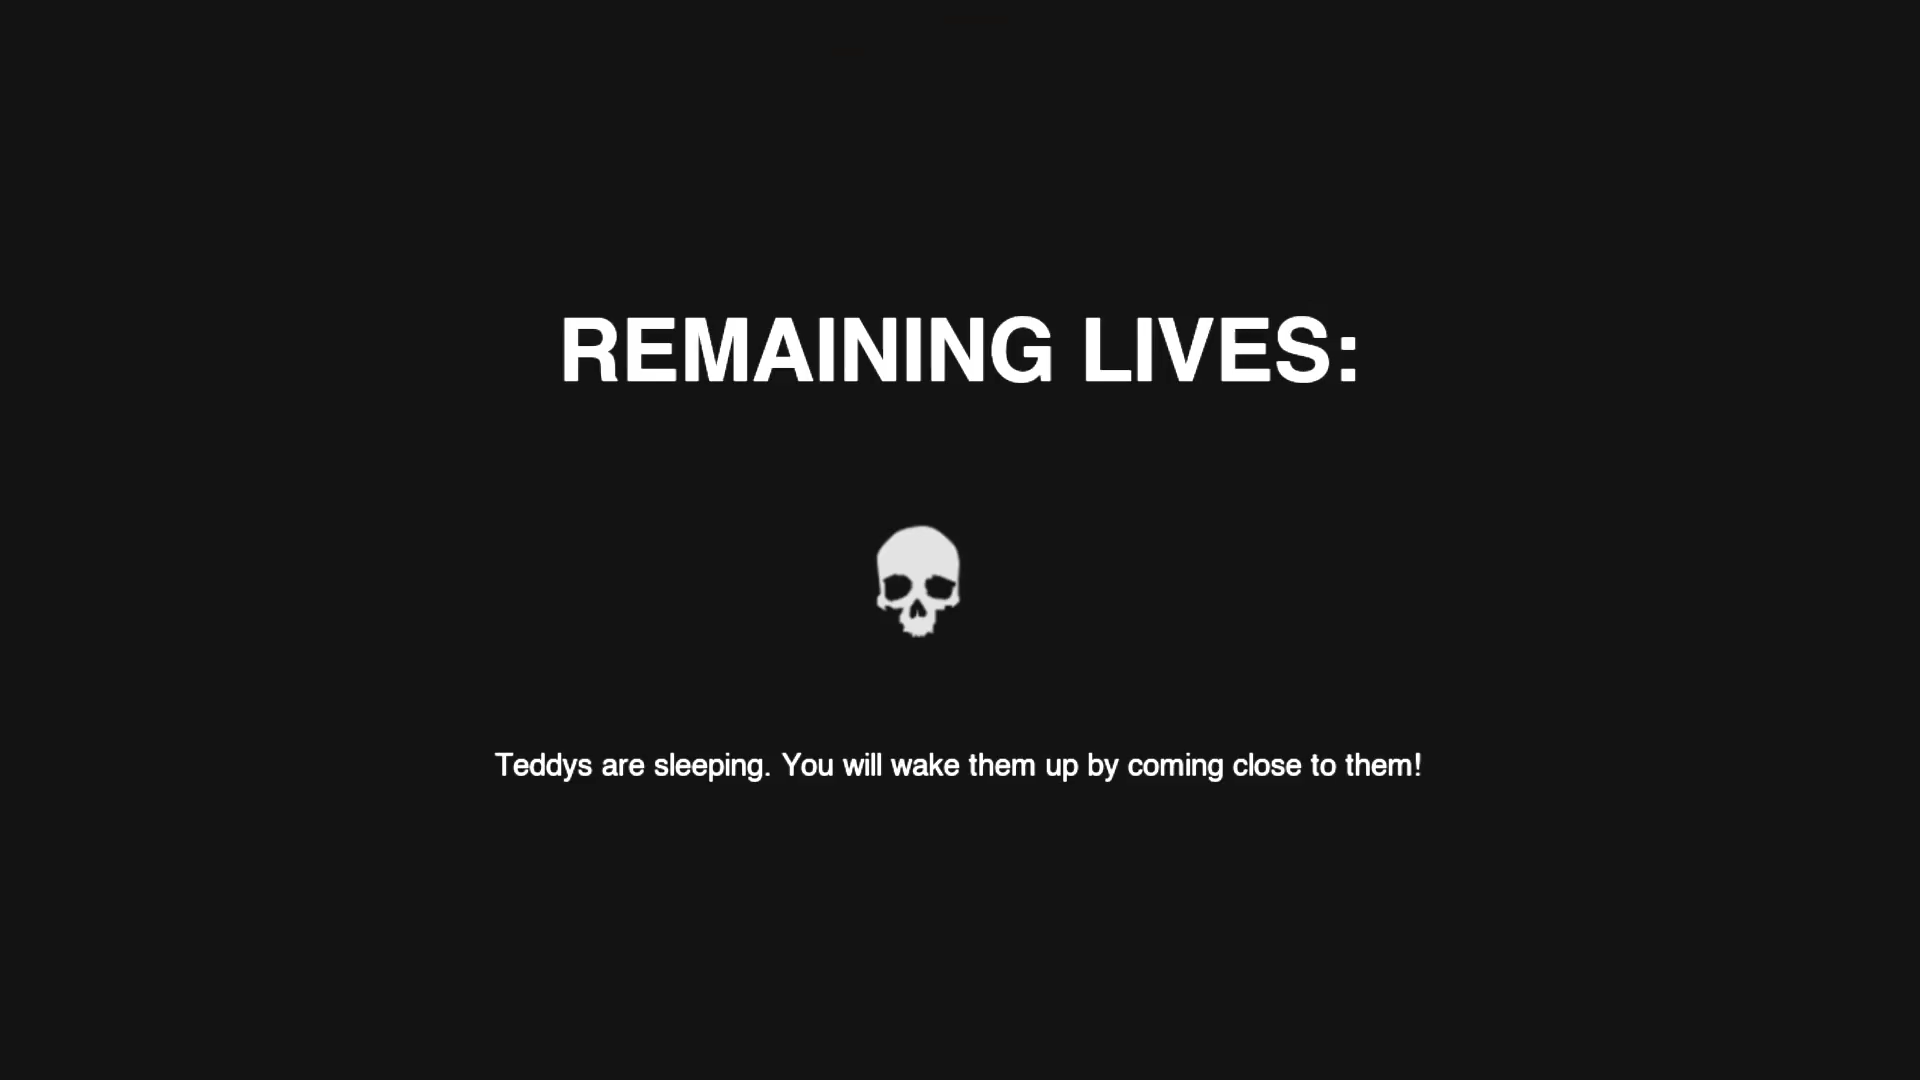 REMAINING LIVES:
Teddys are sleeping. You will wake them up by coming close to them!